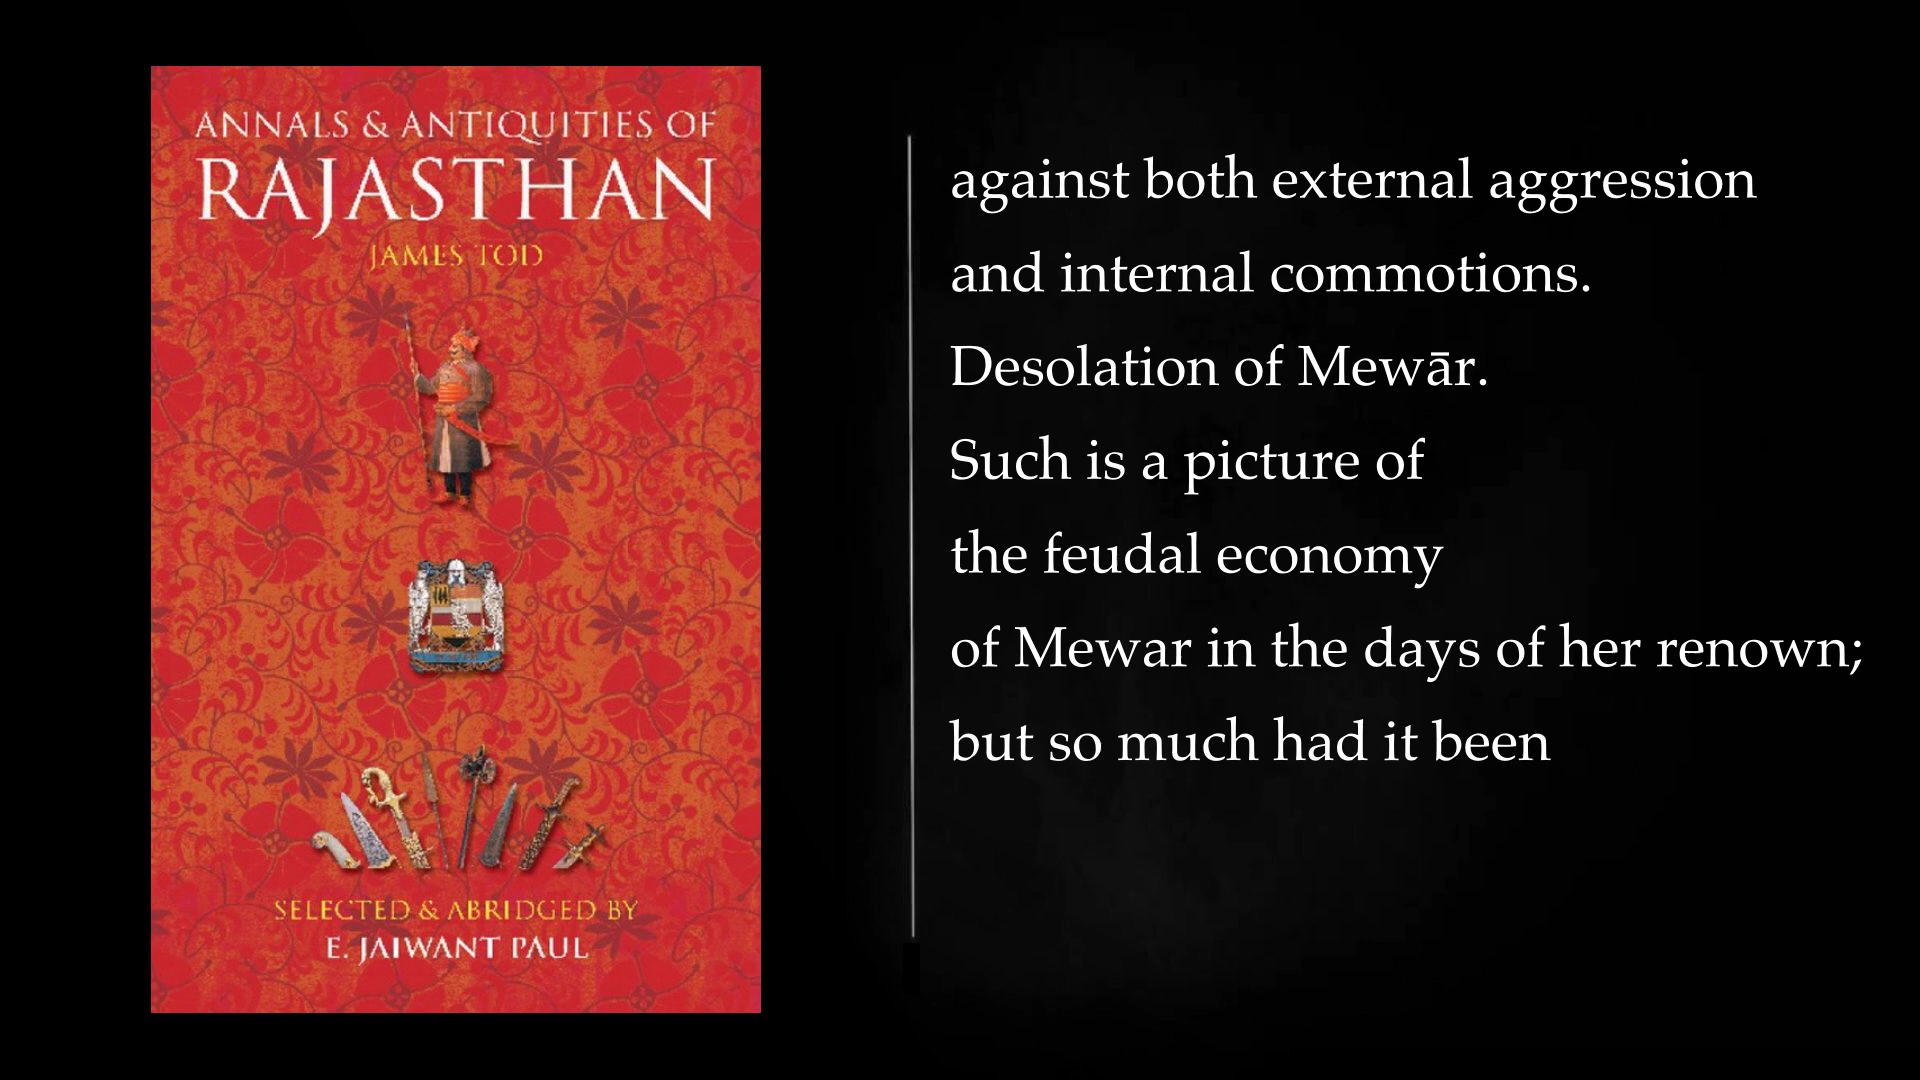 ANNALS & ANTIQUITIES OF
RAJASTHAN
JAMES TOD
SELECTED & ABRIDGED BY
E. JAIWANT PAUL
against both external aggression
and internal commotions.
Desolation of Mewār.
Such is a picture of
the feudal economy
of Mewar in the days of her renown;
but so much had it been